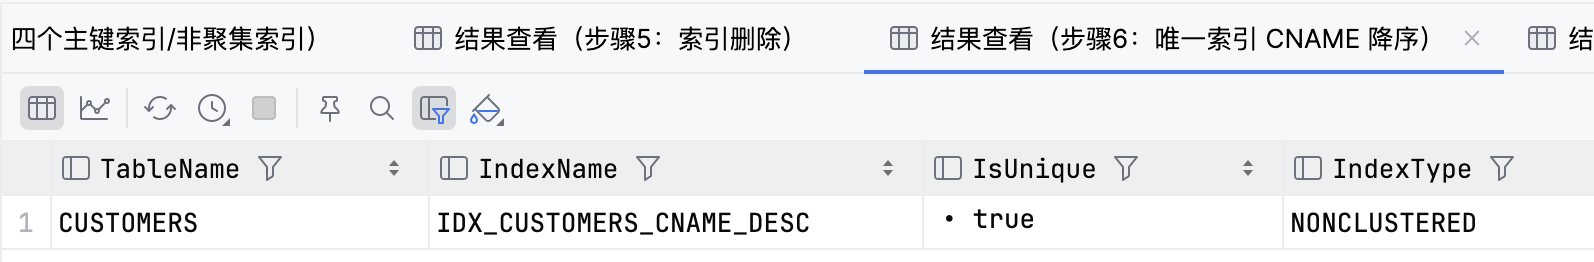 四个主键索引/非聚集索引） 结果查看（步骤5：索引删除） 结果查看（步骤6：唯一索引 CNAME 降序） 结
TableName IndexName IsUnique IndexType
1 CUSTOMERS IDX_CUSTOMERS_CNAME_DESC • true NONCLUSTERED